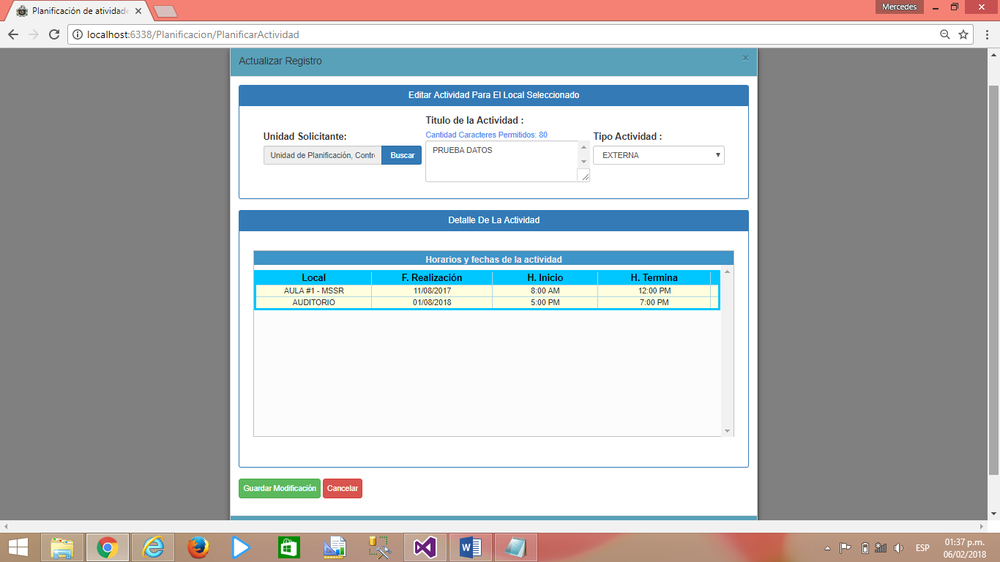 Planificación de atividade
Mercedes
localhost:6338/Planificacion/PlanificarActividad
Actualizar Registro
×
Editar Actividad Para El Local Seleccionado
Titulo de la Actividad :
Unidad Solicitante:
Cantidad Caracteres Permitidos: 80
Tipo Actividad :
Unidad de Planificación, Contro
Buscar
PRUEBA DATOS
EXTERNA
Detalle De La Actividad
Horarios y fechas de la actividad
Local F. Realización H. Inicio H. Termina
AULA #1 - MSSR 11/08/2017 8:00 AM 12:00 PM
AUDITORIO 01/08/2018 5:00 PM 7:00 PM
Guardar Modificación Cancelar
ESP
01:37 p.m.
06/02/2018